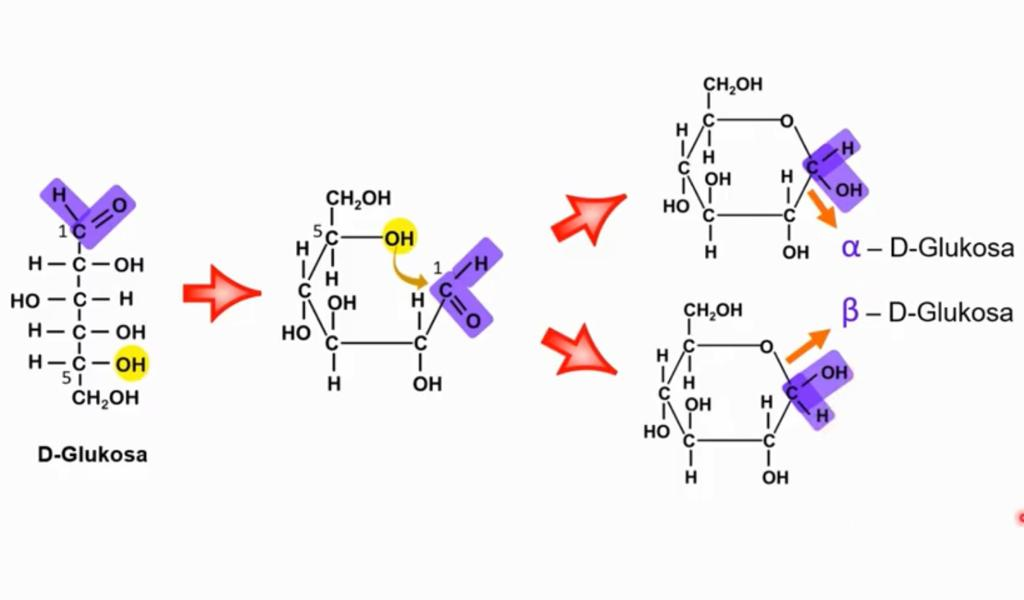 H
O
1
C
H – C – OH
HO – C – H
H – C – OH
H – C – OH
5
CH₂OH
D-Glukosa
CH₂OH
5
C – OH
H
H
C
OH
HO
C
H
H
C
OH
1
C
H
O
CH₂OH
C
O
H
H
C
OH
HO
C
H
H
C
OH
C
H
OH
α – D-Glukosa
β – D-Glukosa
CH₂OH
C
O
H
H
C
OH
HO
C
H
H
C
OH
C
OH
H